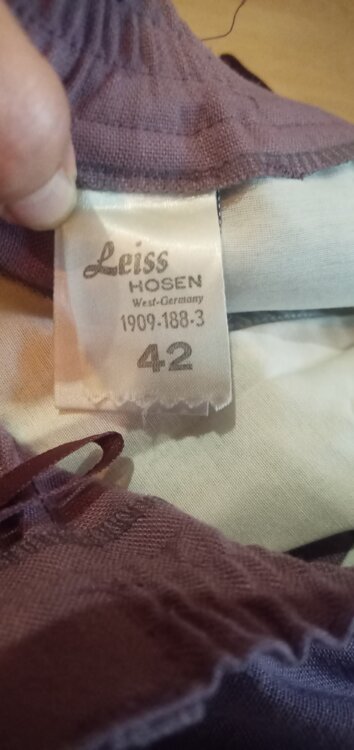 Leiss
HOSEN
West-Germany
1909-188-3
42